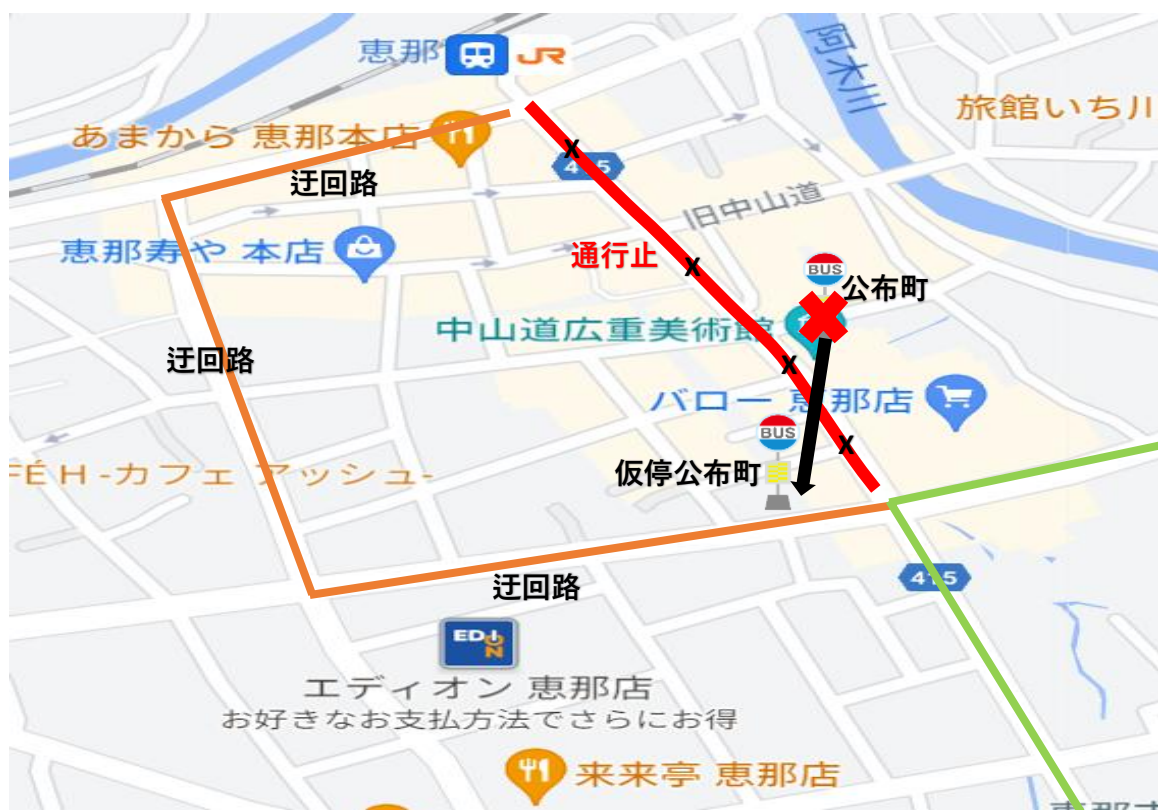 恵那
JR
阿木川
旅館いち川
あまから 恵那本店
415
迂回路
旧中山道
恵那寿や 本店
通行止
X
X
BUS
公布町
中山道広重美術館
迂回路
X
バロー 恵那店
BUS
X
FÉ H -カフェ アッシュ-
仮停公布町
迂回路
415
EDION
エディオン 恵那店
お好きなお支払方法でさらにお得
来来亭 恵那店